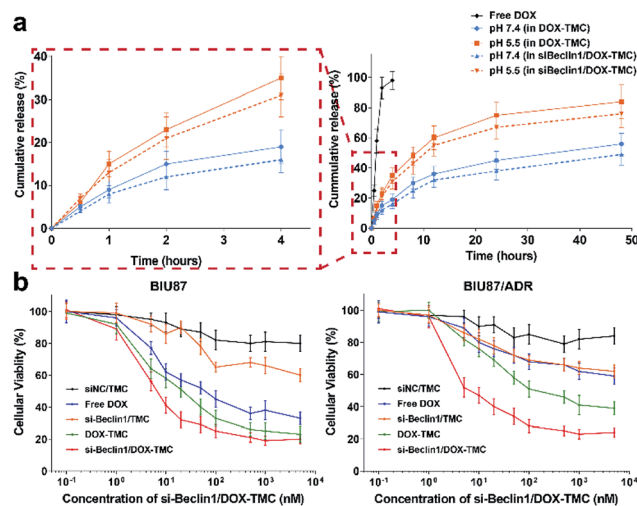 a
Free DOX
pH 7.4 (in DOX-TMC)
pH 5.5 (in DOX-TMC)
pH 7.4 (in siBeclin1/DOX-TMC)
pH 5.5 (in siBeclin1/DOX-TMC)
Cumulative release (%)
40
30
20
10
0
0 1 2 3 4
Time (hours)
Cummulative release (%)
100
80
60
40
20
0
0 10 20 30 40 50
Time (hours)
b
BIU87
Cellular Viability (%)
120
100
80
60
40
20
0
siNC/TMC
Free DOX
si-Beclin1/TMC
DOX-TMC
si-Beclin1/DOX-TMC
10⁻¹ 10⁰ 10¹ 10² 10³ 10⁴
Concentration of si-Beclin1/DOX-TMC (nM)
BIU87/ADR
Cellular Viability (%)
120
100
80
60
40
20
0
siNC/TMC
Free DOX
si-Beclin1/TMC
DOX-TMC
si-Beclin1/DOX-TMC
10⁻¹ 10⁰ 10¹ 10² 10³ 10⁴
Concentration of si-Beclin1/DOX-TMC (nM)